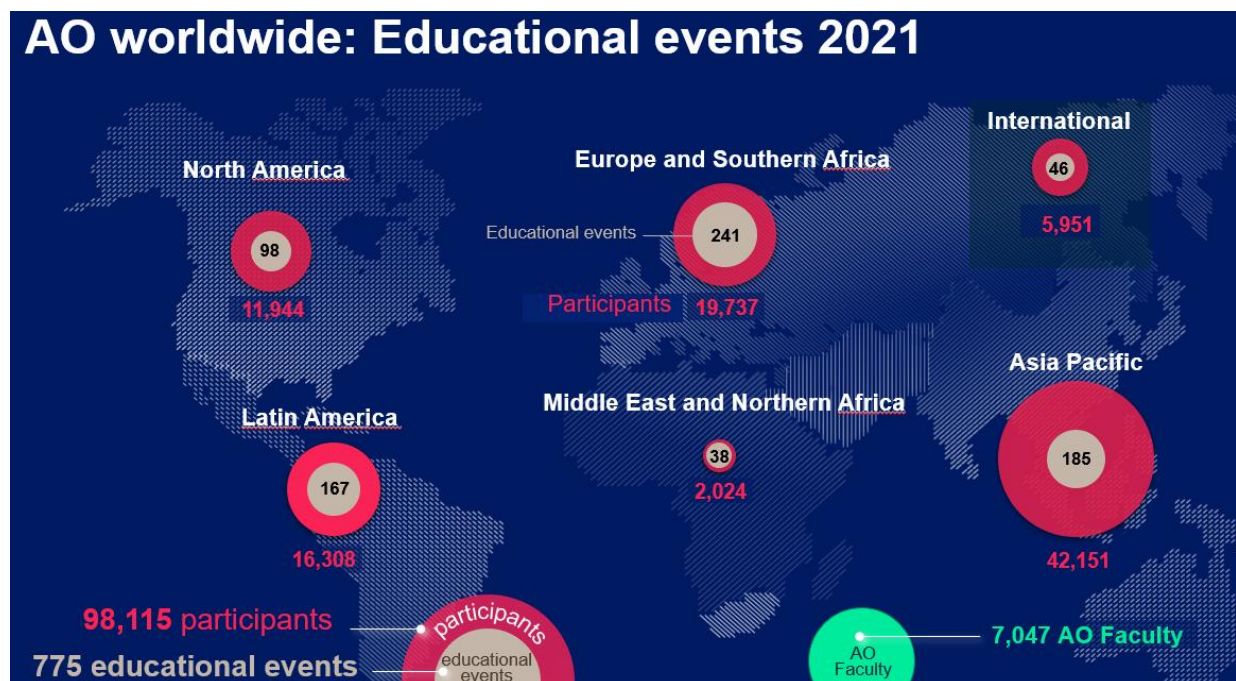 AO worldwide: Educational events 2021
North America
98
11,944
Europe and Southern Africa
Educational events
241
Participants
19,737
International
46
5,951
Latin America
167
16,308
Middle East and Northern Africa
38
2,024
Asia Pacific
185
42,151
98,115 participants
775 educational events
participants
educational
events
AO
Faculty
7,047 AO Faculty